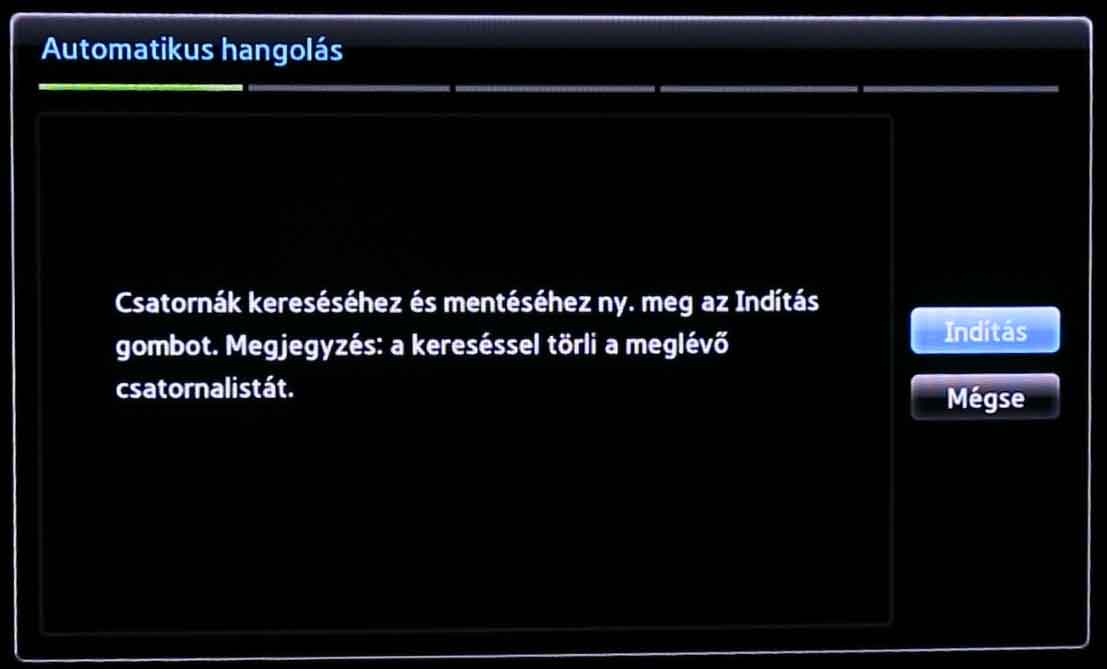 Automatikus hangolás
Csatornák kereséséhez és mentéséhez ny. meg az Indítás
gombot. Megjegyzés: a kereséssel törli a meglévő
csatornalistát.
Indítás
Mégse